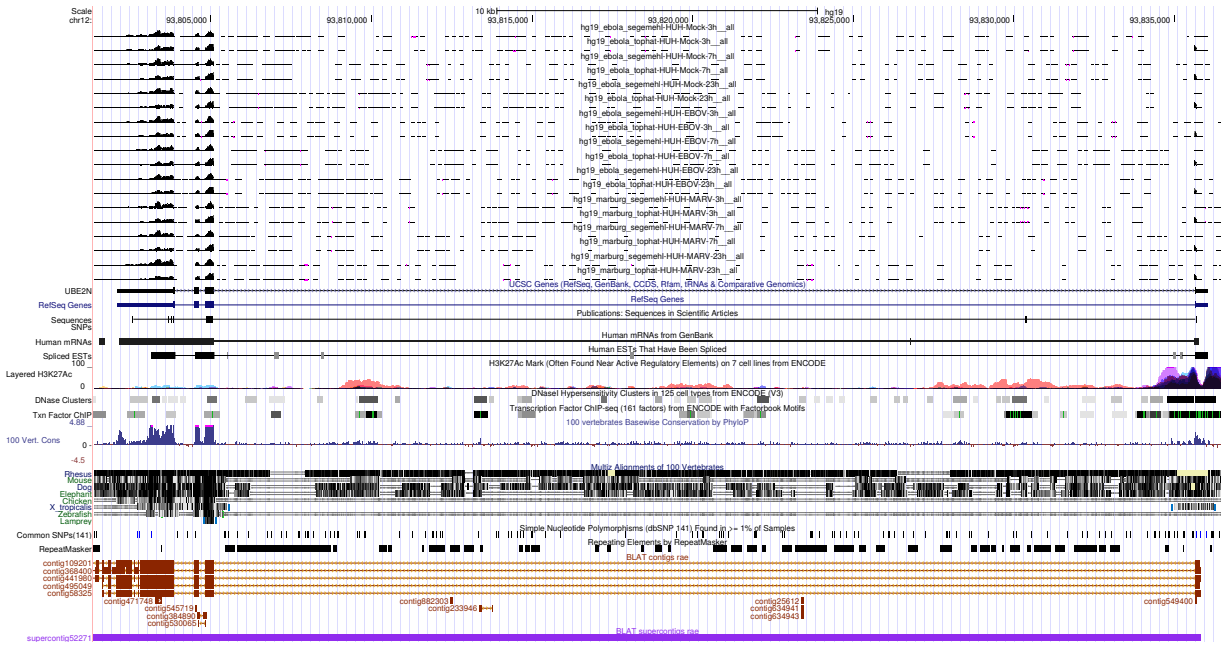 Scale 10 kb hg19
chr12: 93,805,000 93,810,000 93,815,000 93,820,000 93,825,000 93,830,000 93,835,000
hg19_ebola_segemehl-HUH-Mock-3h__all
hg19_ebola_tophat-HUH-Mock-3h__all
hg19_ebola_segemehl-HUH-Mock-7h__all
hg19_ebola_tophat-HUH-Mock-7h__all
hg19_ebola_segemehl-HUH-Mock-23h__all
hg19_ebola_tophat-HUH-Mock-23h__all
hg19_ebola_segemehl-HUH-EBOV-3h__all
hg19_ebola_tophat-HUH-EBOV-3h__all
hg19_ebola_segemehl-HUH-EBOV-7h__all
hg19_ebola_tophat-HUH-EBOV-7h__all
hg19_ebola_segemehl-HUH-EBOV-23h__all
hg19_ebola_tophat-HUH-EBOV-23h__all
hg19_marburg_segemehl-HUH-MARV-3h__all
hg19_marburg_tophat-HUH-MARV-3h__all
hg19_marburg_segemehl-HUH-MARV-7h__all
hg19_marburg_tophat-HUH-MARV-7h__all
hg19_marburg_segemehl-HUH-MARV-23h__all
hg19_marburg_tophat-HUH-MARV-23h__all
UCSC Genes (RefSeq, GenBank, CCDS, Rfam, tRNAs & Comparative Genomics)
UBE2N
RefSeq Genes
RefSeq Genes
Publications: Sequences in Scientific Articles
Sequences
SNPs
Human mRNAs from GenBank
Human mRNAs
Human ESTs That Have Been Spliced
Spliced ESTs
H3K27Ac Mark (Often Found Near Active Regulatory Elements) on 7 cell lines from ENCODE
100
Layered H3K27Ac
0
DNaseI Hypersensitivity Clusters in 125 cell types from ENCODE (V3)
DNase Clusters
Transcription Factor ChIP-seq (161 factors) from ENCODE with Factorbook Motifs
Txn Factor ChIP
100 vertebrates Basewise Conservation by PhyloP
4.88
100 Vert. Cons
0
-4.5
Multiz Alignments of 100 Vertebrates
Rhesus
Mouse
Dog
Elephant
Chicken
X_tropicalis
Zebrafish
Lamprey
Simple Nucleotide Polymorphisms (dbSNP 141) Found in >= 1% of Samples
Common SNPs(141)
Repeating Elements by RepeatMasker
RepeatMasker
BLAT contigs rae
contig109201
contig368400
contig441980
contig495049
contig58325
contig471748 contig882303 contig25612 contig549400
contig545719 contig233946 contig634941
contig384890 contig634943
contig530065
BLAT supercontigs rae
supercontig52271